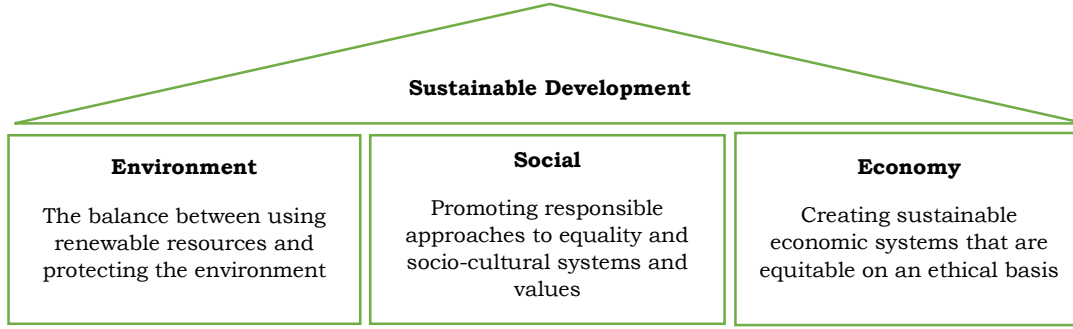 Sustainable Development
Environment
The balance between using
renewable resources and
protecting the environment
Social
Promoting responsible
approaches to equality and
socio-cultural systems and
values
Economy
Creating sustainable
economic systems that are
equitable on an ethical basis